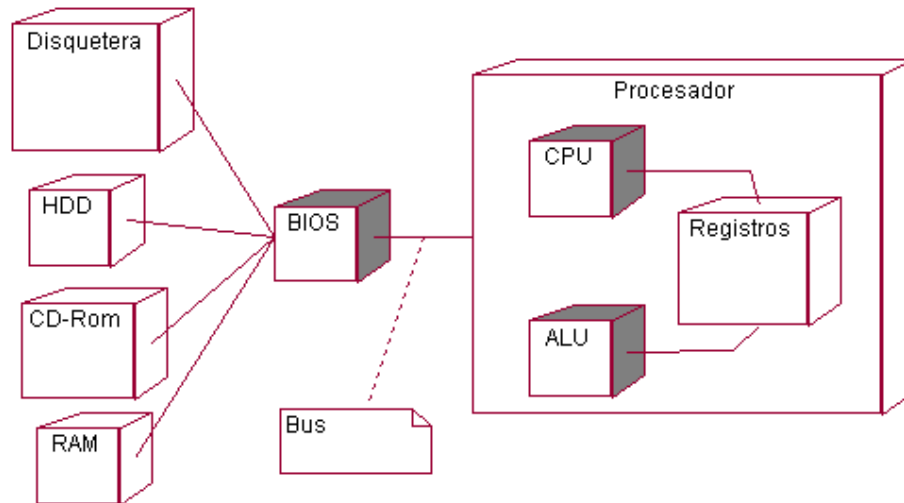 Disquetera
HDD
CD-Rom
RAM
BIOS
Bus
Procesador
CPU
Registros
ALU